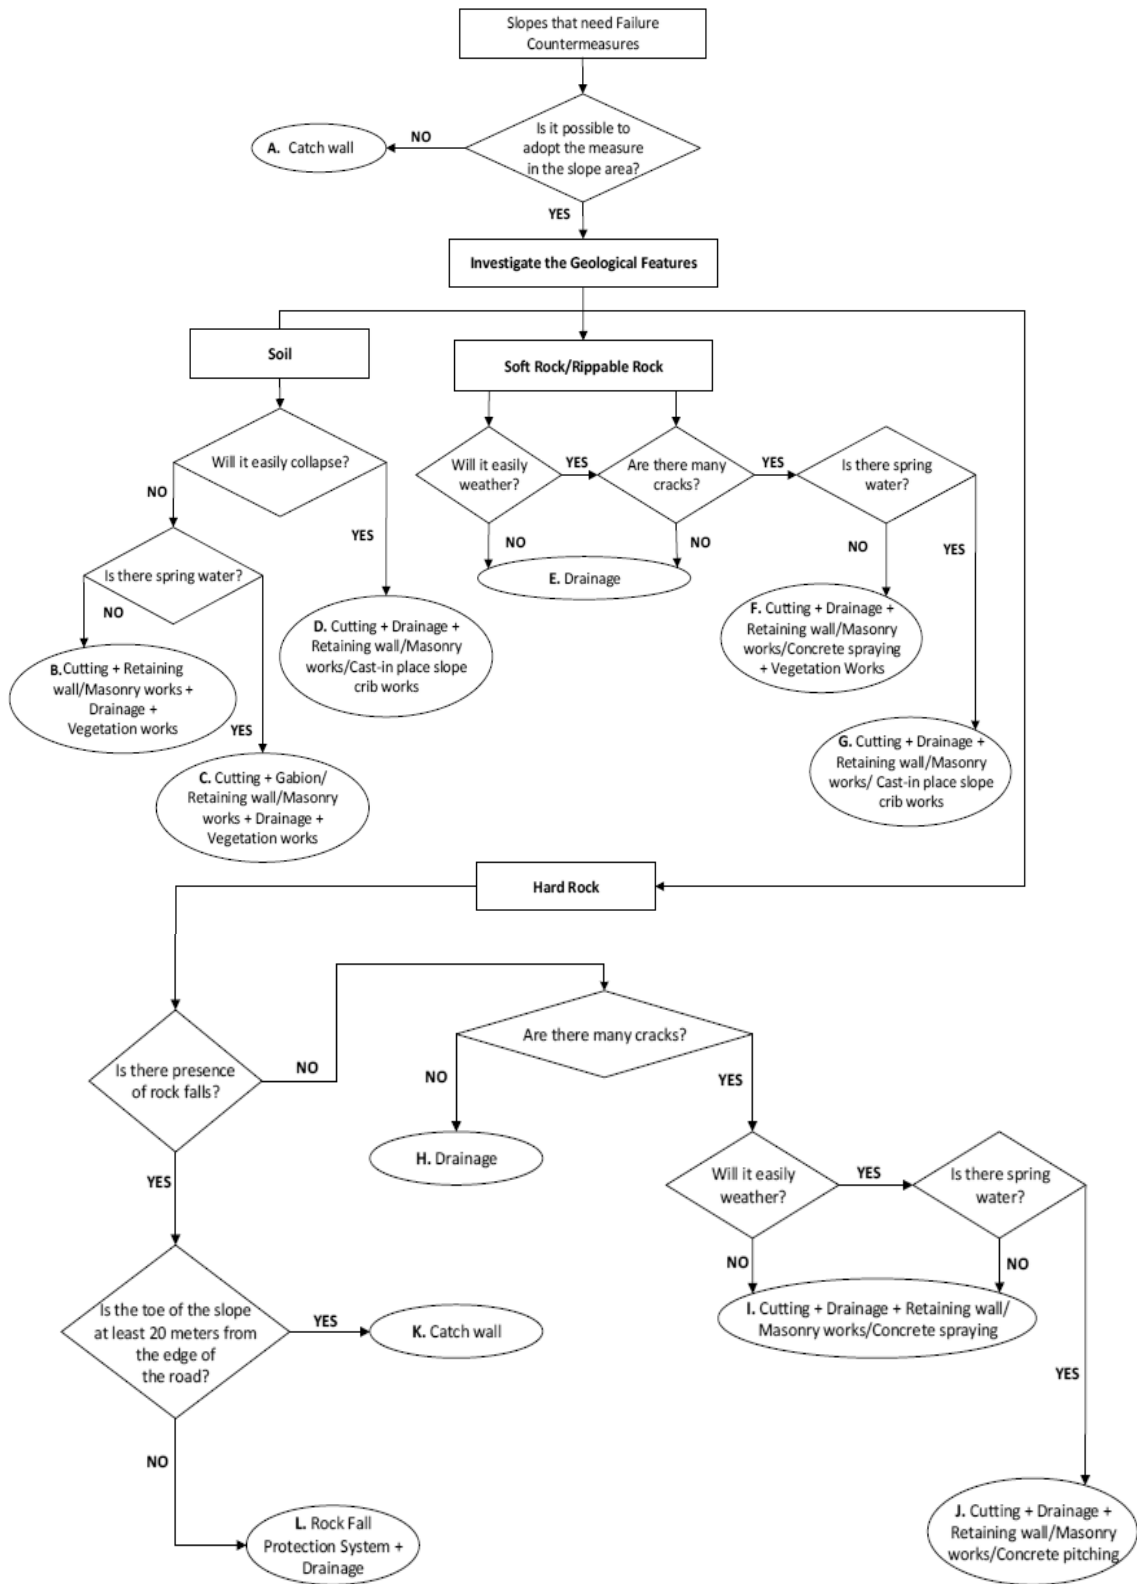 Slopes that need Failure
Countermeasures
Is it possible to
adopt the measure
in the slope area?
NO
A. Catch wall
YES
Investigate the Geological Features
Soil
Soft Rock/Rippable Rock
Will it easily collapse?
Will it easily
weather?
YES
Are there many
cracks?
YES
Is there spring
water?
NO
YES
NO
NO
NO
YES
Is there spring water?
E. Drainage
NO
D. Cutting + Drainage +
Retaining wall/Masonry
works/Cast-in place slope
crib works
F. Cutting + Drainage +
Retaining wall/Masonry
works/Concrete spraying
+ Vegetation Works
B.Cutting + Retaining
wall/Masonry works +
Drainage +
Vegetation works
YES
G. Cutting + Drainage +
Retaining wall/Masonry
works/ Cast-in place slope
crib works
C. Cutting + Gabion/
Retaining wall/Masonry
works + Drainage +
Vegetation works
Hard Rock
Are there many cracks?
Is there presence
of rock falls?
NO
NO
YES
H. Drainage
YES
Will it easily
weather?
YES
Is there spring
water?
NO
NO
Is the toe of the slope
at least 20 meters from
the edge of
the road?
YES
K. Catch wall
I. Cutting + Drainage + Retaining wall/
Masonry works/Concrete spraying
YES
NO
L. Rock Fall
Protection System +
Drainage
J. Cutting + Drainage +
Retaining wall/Masonry
works/Concrete pitching